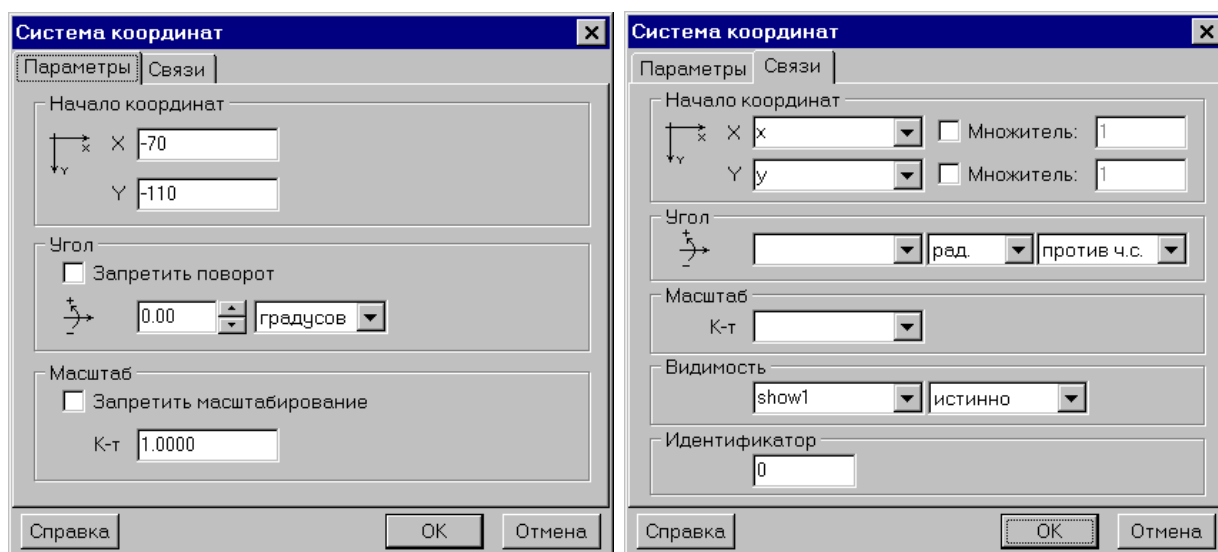 Система координат
Параметры Связи
Начало координат
x
Y
X -70
Y -110
Угол
Запретить поворот
+
-
0.00 градусов
Масштаб
Запретить масштабирование
К-т 1.0000
Справка OK Отмена
Система координат
Параметры Связи
Начало координат
x
Y
X x Множитель: 1
Y y Множитель: 1
Угол
+
-
рад. против ч.с.
Масштаб
К-т
Видимость
show1 истинно
Идентификатор
0
Справка OK Отмена